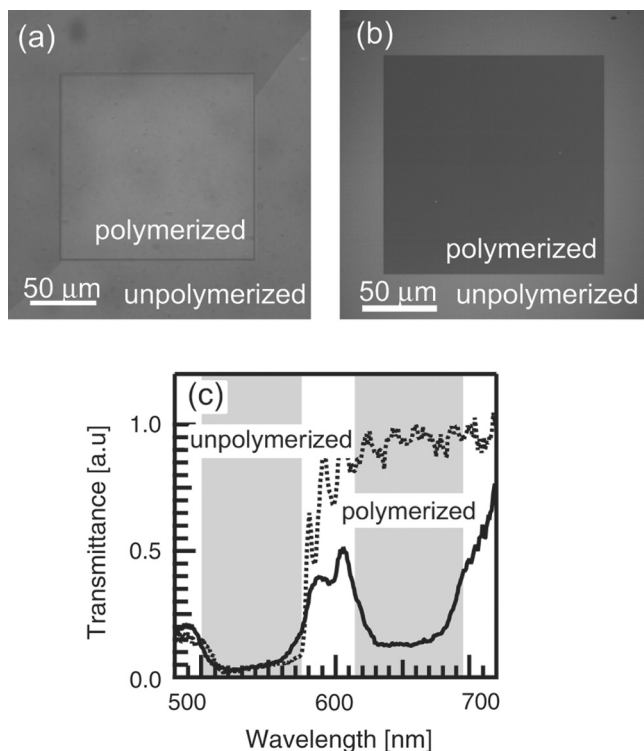 (a)
polymerized
50 μm
unpolymerized
(b)
polymerized
50 μm
unpolymerized
(c)
unpolymerized
polymerized
1.0
0.5
0.0
Transmittance [a.u]
500 600 700
Wavelength [nm]